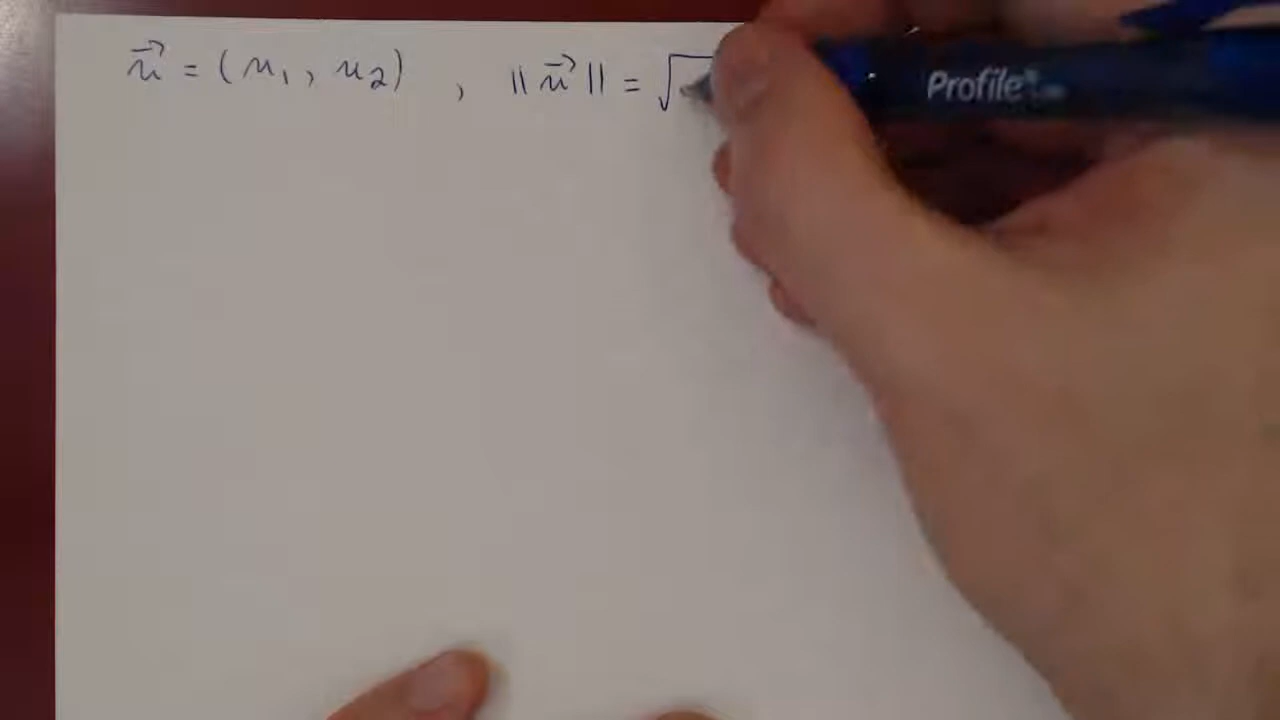 u⃗ = (u₁, u₂) , ||u⃗|| = √
Profile